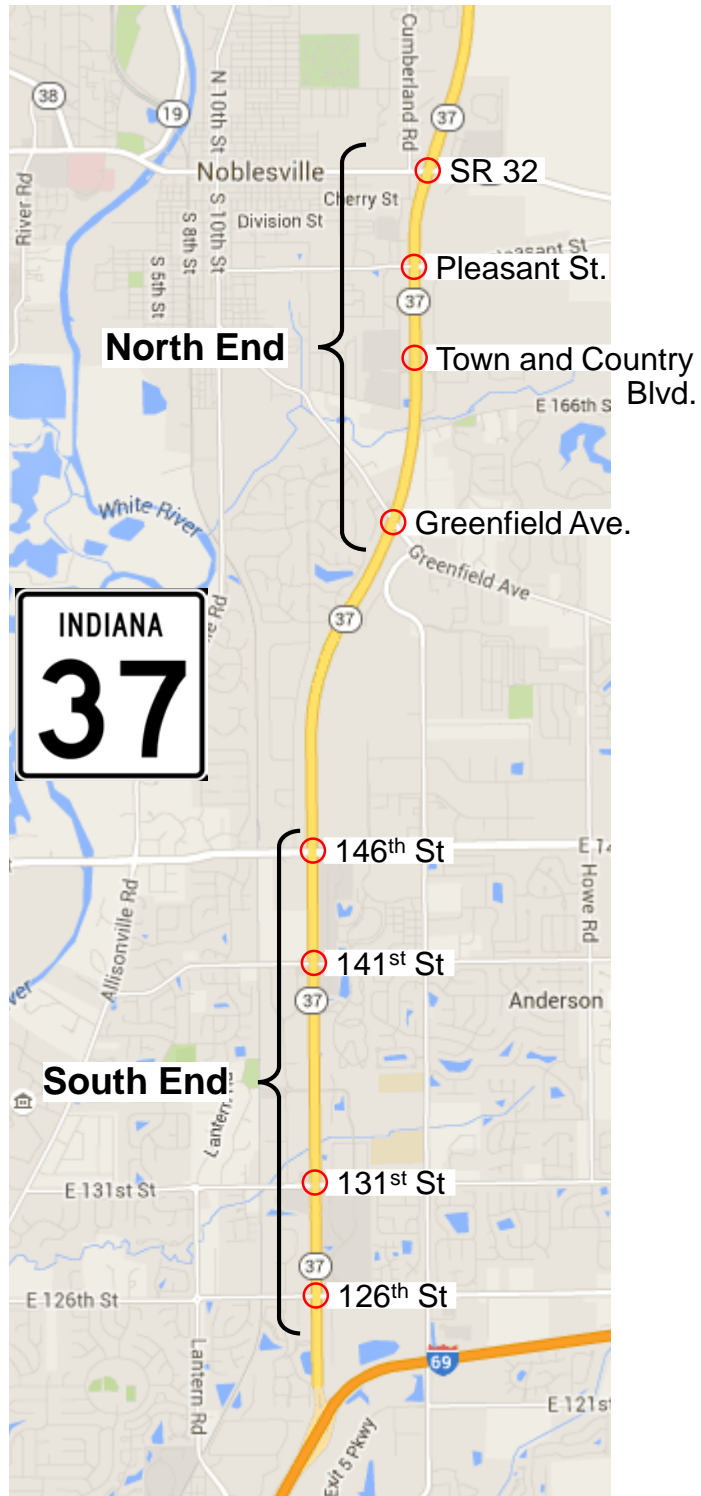 Cumberland Rd
38
19
37
N 10th St
SR 32
Noblesville
River Rd
Cherry St
S 10th St
S 8th St
Division St
S 5th St
Pleasant St.
37
North End
Town and Country
Blvd.
E 166th S
White River
Greenfield Ave.
Greenfield Ave
37
INDIANA
37
146th St
E 14
Howe Rd
Allisonville Rd
141st St
37
Anderson
South End
Lantern
131st St
E 131st St
37
126th St
E 126th St
Lantern Rd
69
E 121st
Exit 5 Pkwy